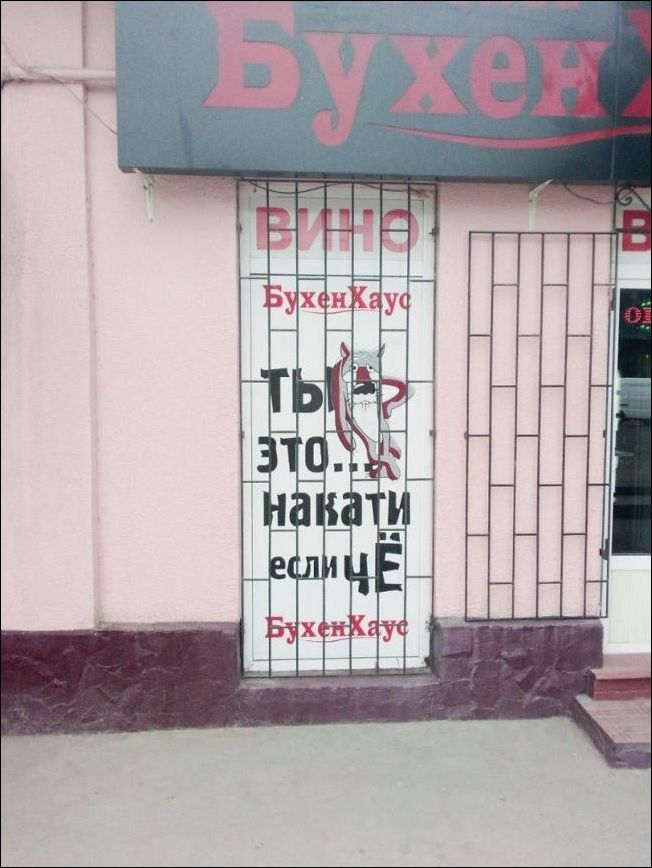 БухенХ
ВИНО
В
БухенХаус
ТЫ
ЭТО...
накати
если чЁ
БухенХаус